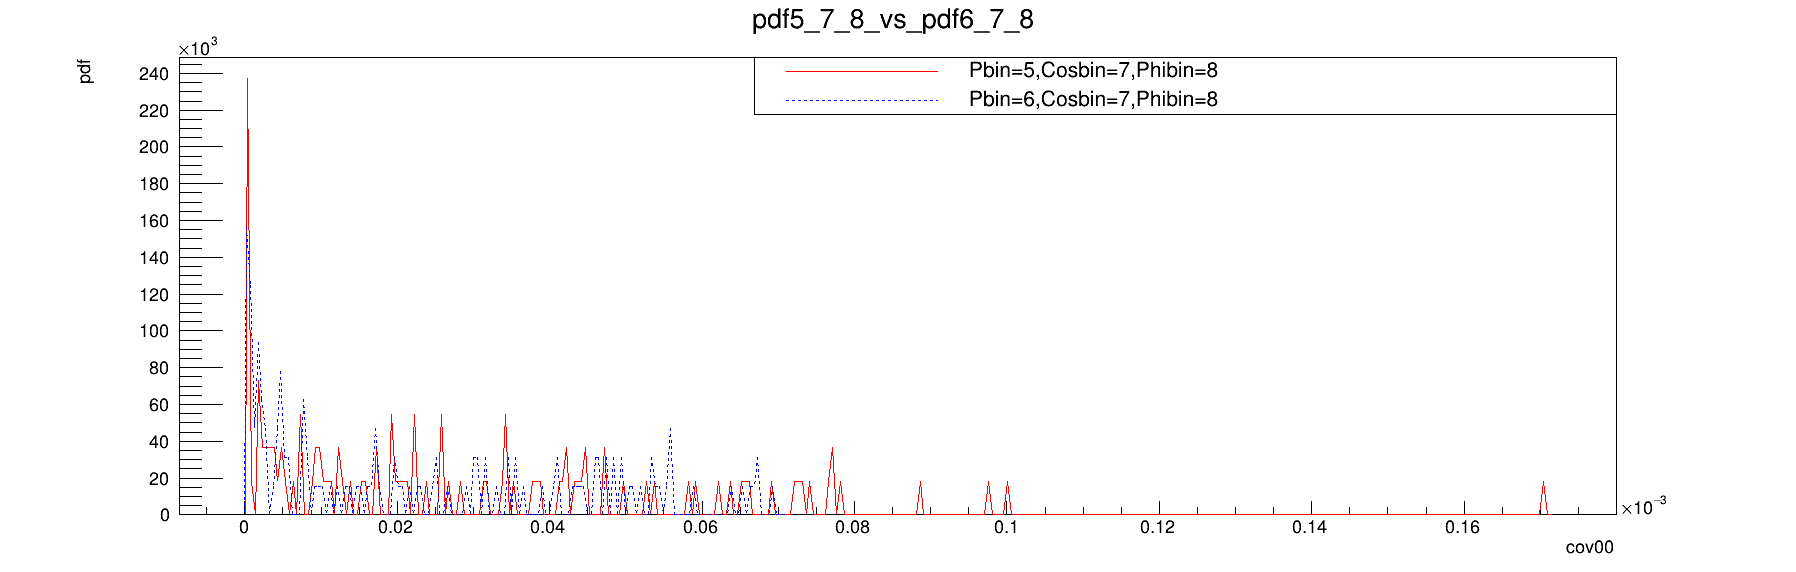 pdf5_7_8_vs_pdf6_7_8
×10³
pdf
Pbin=5,Cosbin=7,Phibin=8
Pbin=6,Cosbin=7,Phibin=8
240
220
200
180
160
140
120
100
80
60
40
20
0
0 0.02 0.04 0.06 0.08 0.1 0.12 0.14 0.16
×10⁻³
cov00